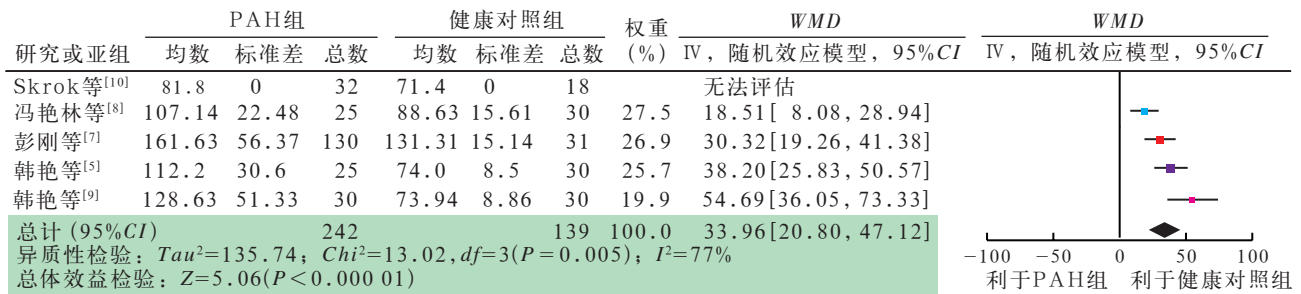 PAH组 健康对照组 权重 WMD WMD
研究或亚组 均数 标准差 总数 均数 标准差 总数 (%) Ⅳ, 随机效应模型, 95%CI Ⅳ, 随机效应模型, 95%CI
Skrok等[10] 81.8 0 32 71.4 0 18 无法评估
冯艳林等[8] 107.14 22.48 25 88.63 15.61 30 27.5 18.51[ 8.08, 28.94]
彭刚等[7] 161.63 56.37 130 131.31 15.14 31 26.9 30.32[19.26, 41.38]
韩艳等[5] 112.2 30.6 25 74.0 8.5 30 25.7 38.20[25.83, 50.57]
韩艳等[9] 128.63 51.33 30 73.94 8.86 30 19.9 54.69[36.05, 73.33]
总计 (95%CI) 242 139 100.0 33.96[20.80, 47.12]
异质性检验: Tau²=135.74; Chi²=13.02, df=3(P=0.005); I²=77%
总体效益检验: Z=5.06(P<0.000 01)
-100 -50 0 50 100
利于PAH组 利于健康对照组